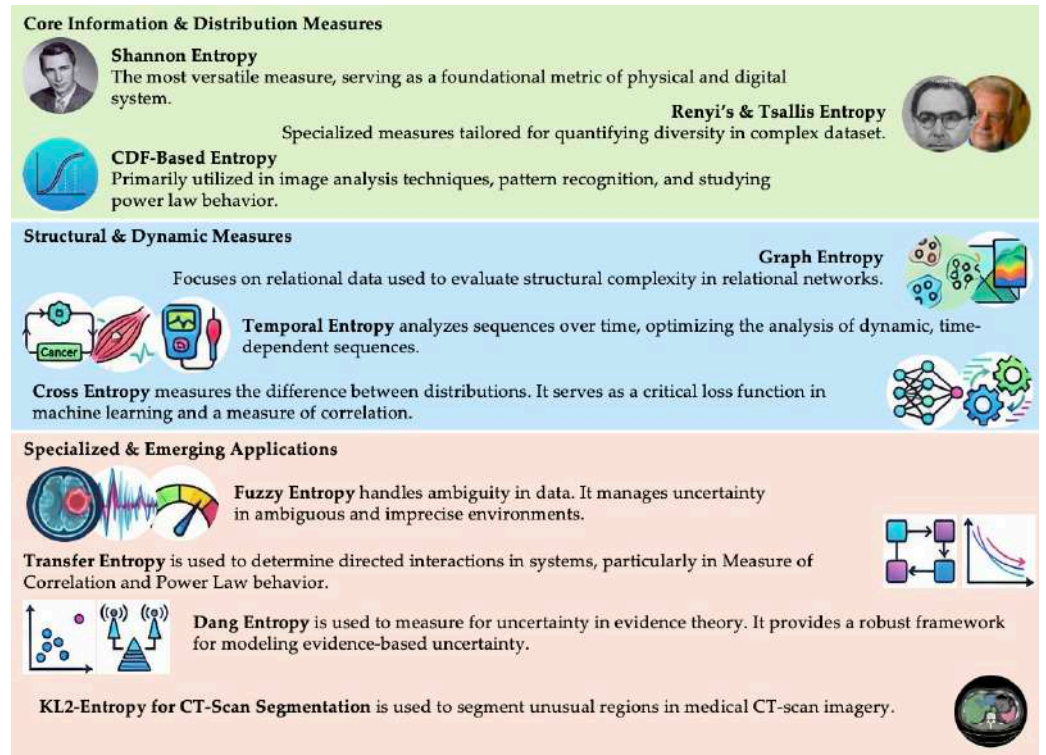 Core Information & Distribution Measures
Shannon Entropy
The most versatile measure, serving as a foundational metric of physical and digital
system.
Renyi's & Tsallis Entropy
Specialized measures tailored for quantifying diversity in complex dataset.
CDF-Based Entropy
Primarily utilized in image analysis techniques, pattern recognition, and studying
power law behavior.
Structural & Dynamic Measures
Graph Entropy
Focuses on relational data used to evaluate structural complexity in relational networks.
Cancer
Temporal Entropy analyzes sequences over time, optimizing the analysis of dynamic, time-
dependent sequences.
Cross Entropy measures the difference between distributions. It serves as a critical loss function in
machine learning and a measure of correlation.
Specialized & Emerging Applications
Fuzzy Entropy handles ambiguity in data. It manages uncertainty
in ambiguous and imprecise environments.
Transfer Entropy is used to determine directed interactions in systems, particularly in Measure of
Correlation and Power Law behavior.
Dang Entropy is used to measure for uncertainty in evidence theory. It provides a robust framework
for modeling evidence-based uncertainty.
KL2-Entropy for CT-Scan Segmentation is used to segment unusual regions in medical CT-scan imagery.